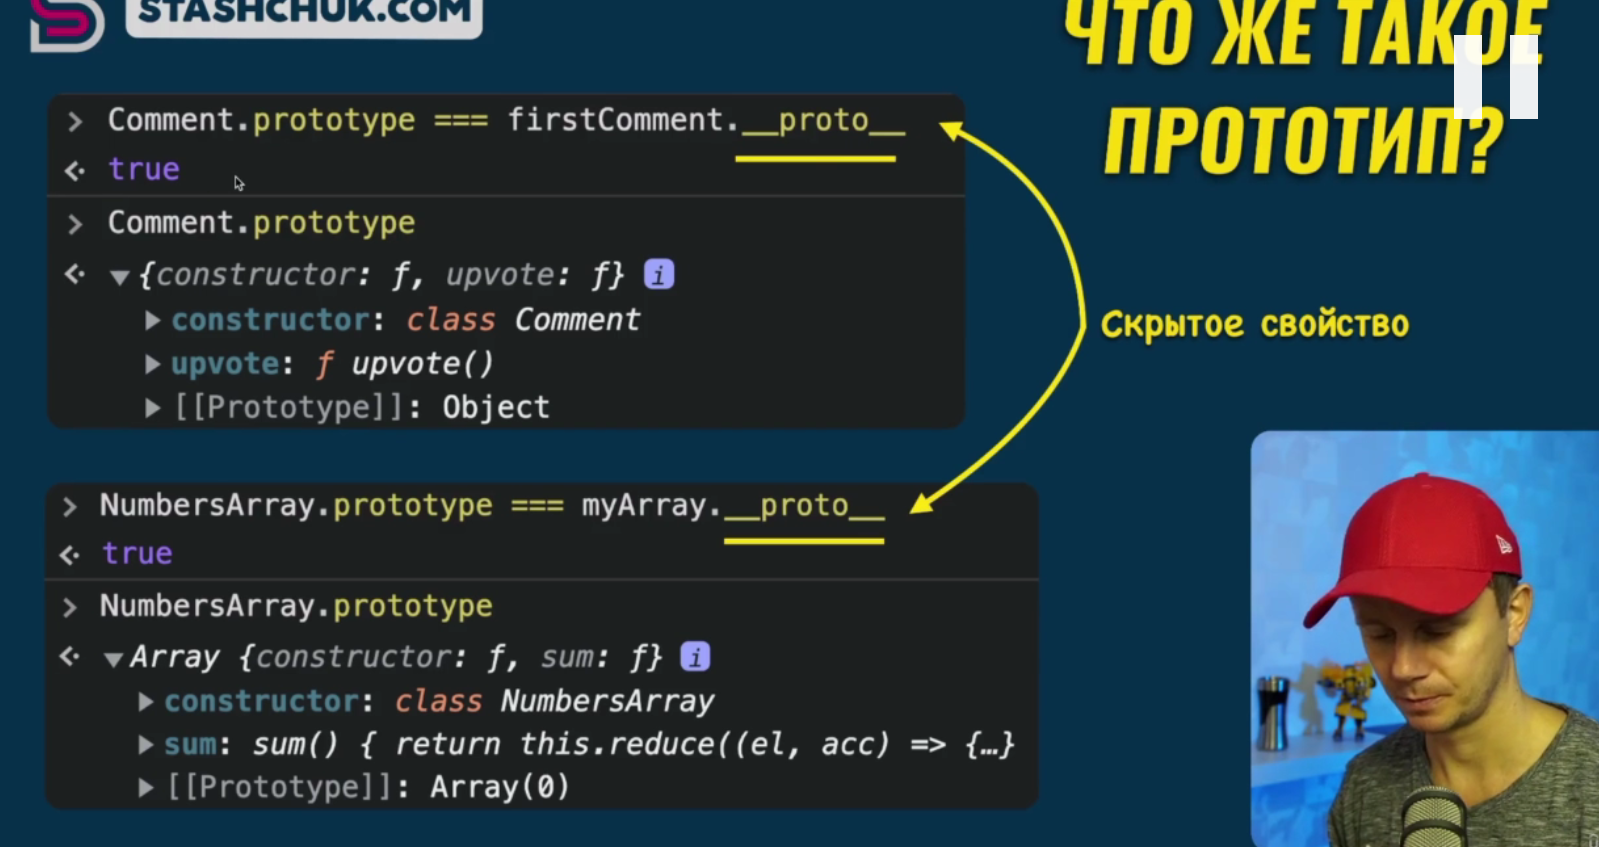 STASHCHUK.COM
ЧТО ЖЕ ТАКОЕ
ПРОТОТИП?
> Comment.prototype === firstComment.__proto__
<· true
> Comment.prototype
<· ▼{constructor: ƒ, upvote: ƒ} i
▶ constructor: class Comment
▶ upvote: ƒ upvote()
▶ [[Prototype]]: Object
Скрытое свойство
> NumbersArray.prototype === myArray.__proto__
<· true
> NumbersArray.prototype
<· ▼Array {constructor: ƒ, sum: ƒ} i
▶ constructor: class NumbersArray
▶ sum: sum() { return this.reduce((el, acc) => {…}
▶ [[Prototype]]: Array(0)